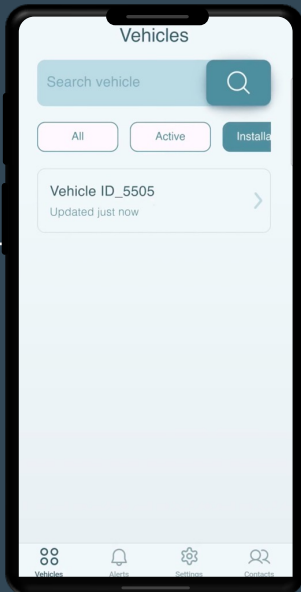 Vehicles
Search vehicle
All Active Installa
Vehicle ID_5505
Updated just now
Vehicles Alerts Settings Contacts